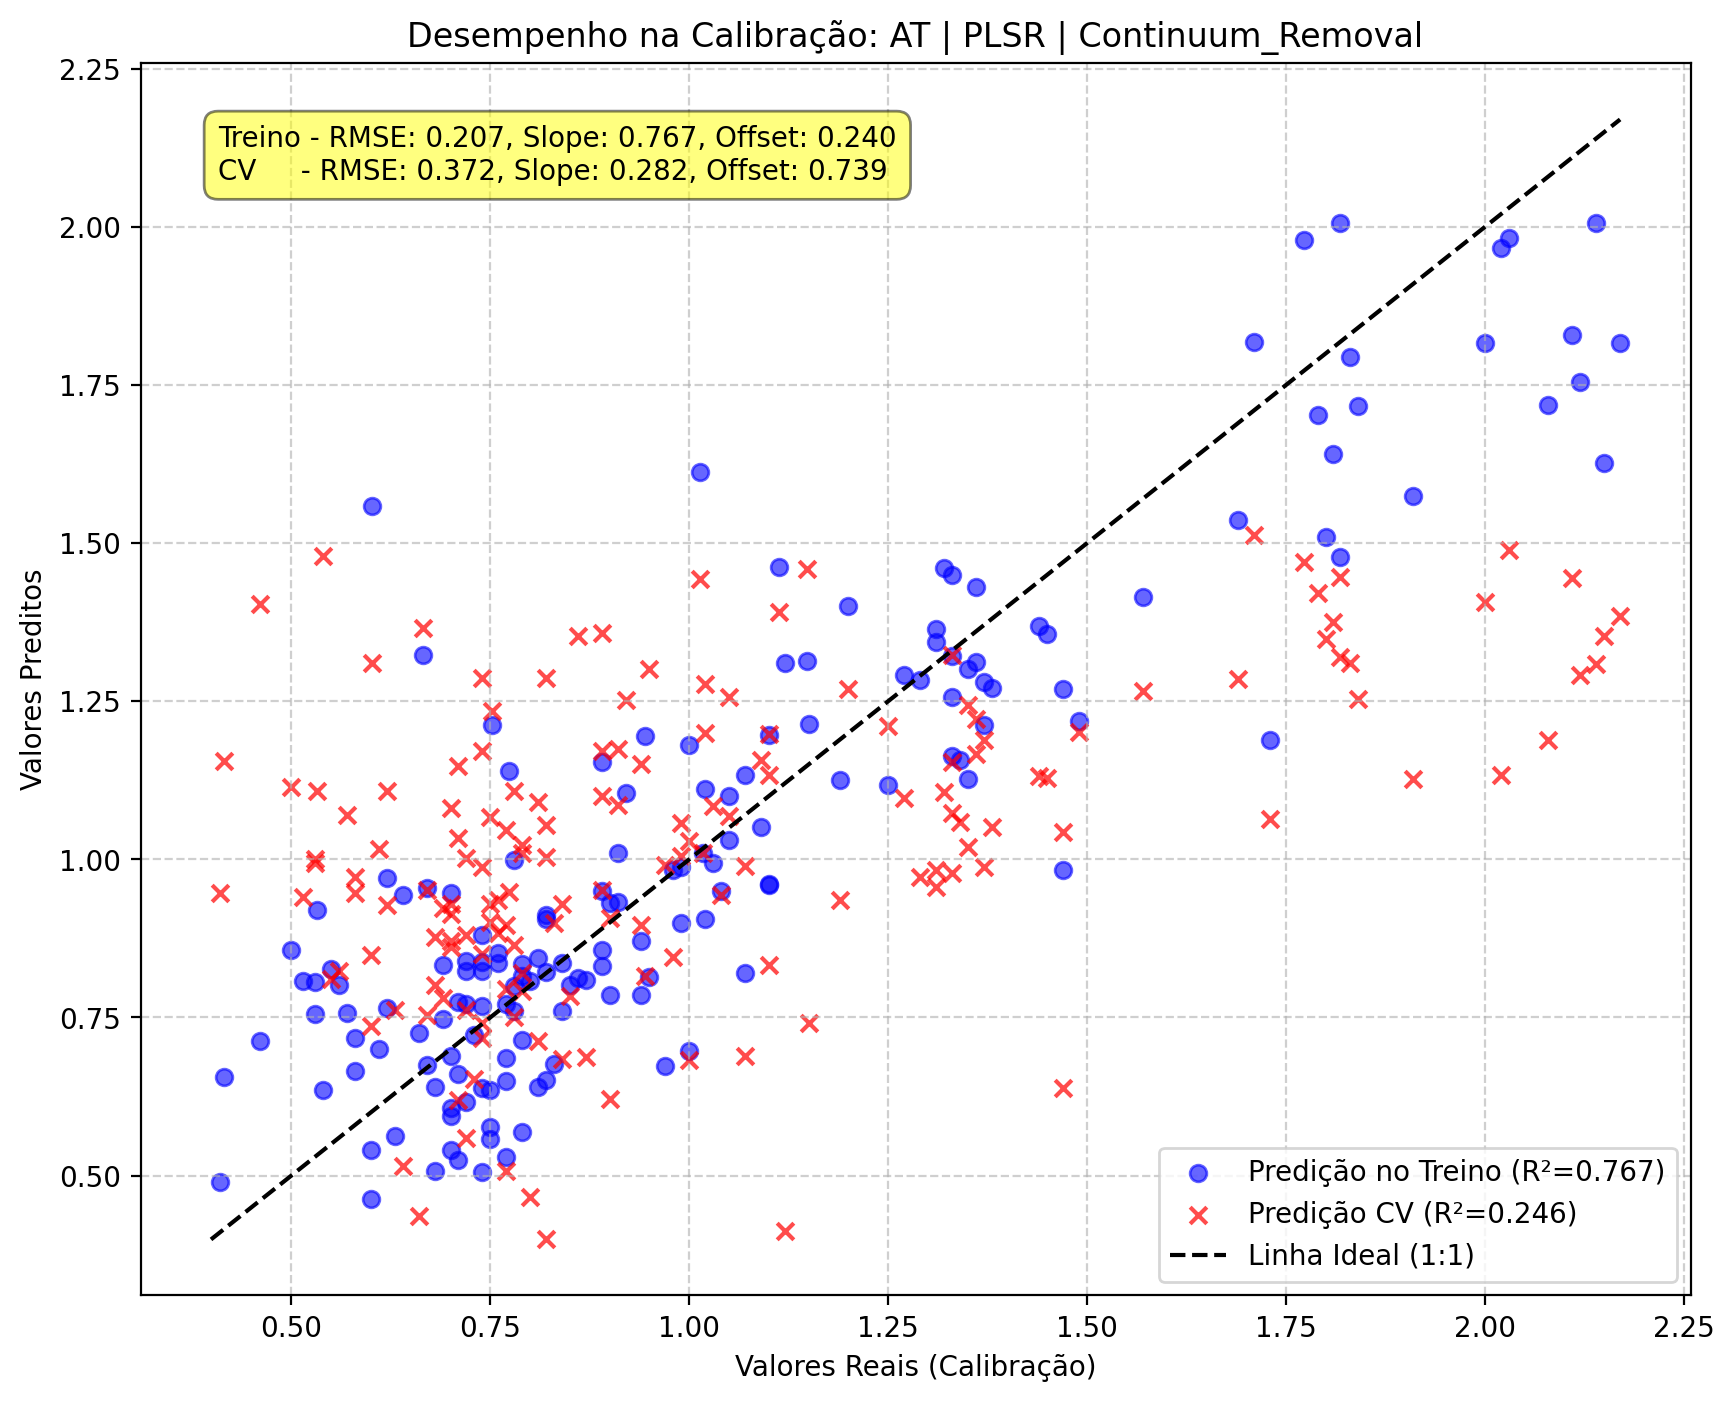 Desempenho na Calibração: AT | PLSR | Continuum_Removal
2.25
2.00
1.75
1.50
1.25
1.00
0.75
0.50
Valores Preditos
Treino - RMSE: 0.207, Slope: 0.767, Offset: 0.240
CV     - RMSE: 0.372, Slope: 0.282, Offset: 0.739
Predição no Treino (R²=0.767)
Predição CV (R²=0.246)
Linha Ideal (1:1)
0.50 0.75 1.00 1.25 1.50 1.75 2.00 2.25
Valores Reais (Calibração)